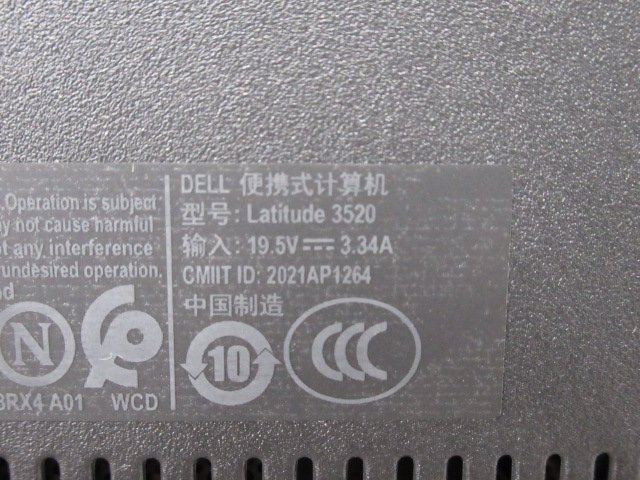 Operation is subject
not cause harmful
any interference
undesired operation.
DELL 便携式计算机
型号: Latitude 3520
输入: 19.5V⎓3.34A
CMIIT ID: 2021AP1264
中国制造
N
10
CCC
3RX4 A01 WCD